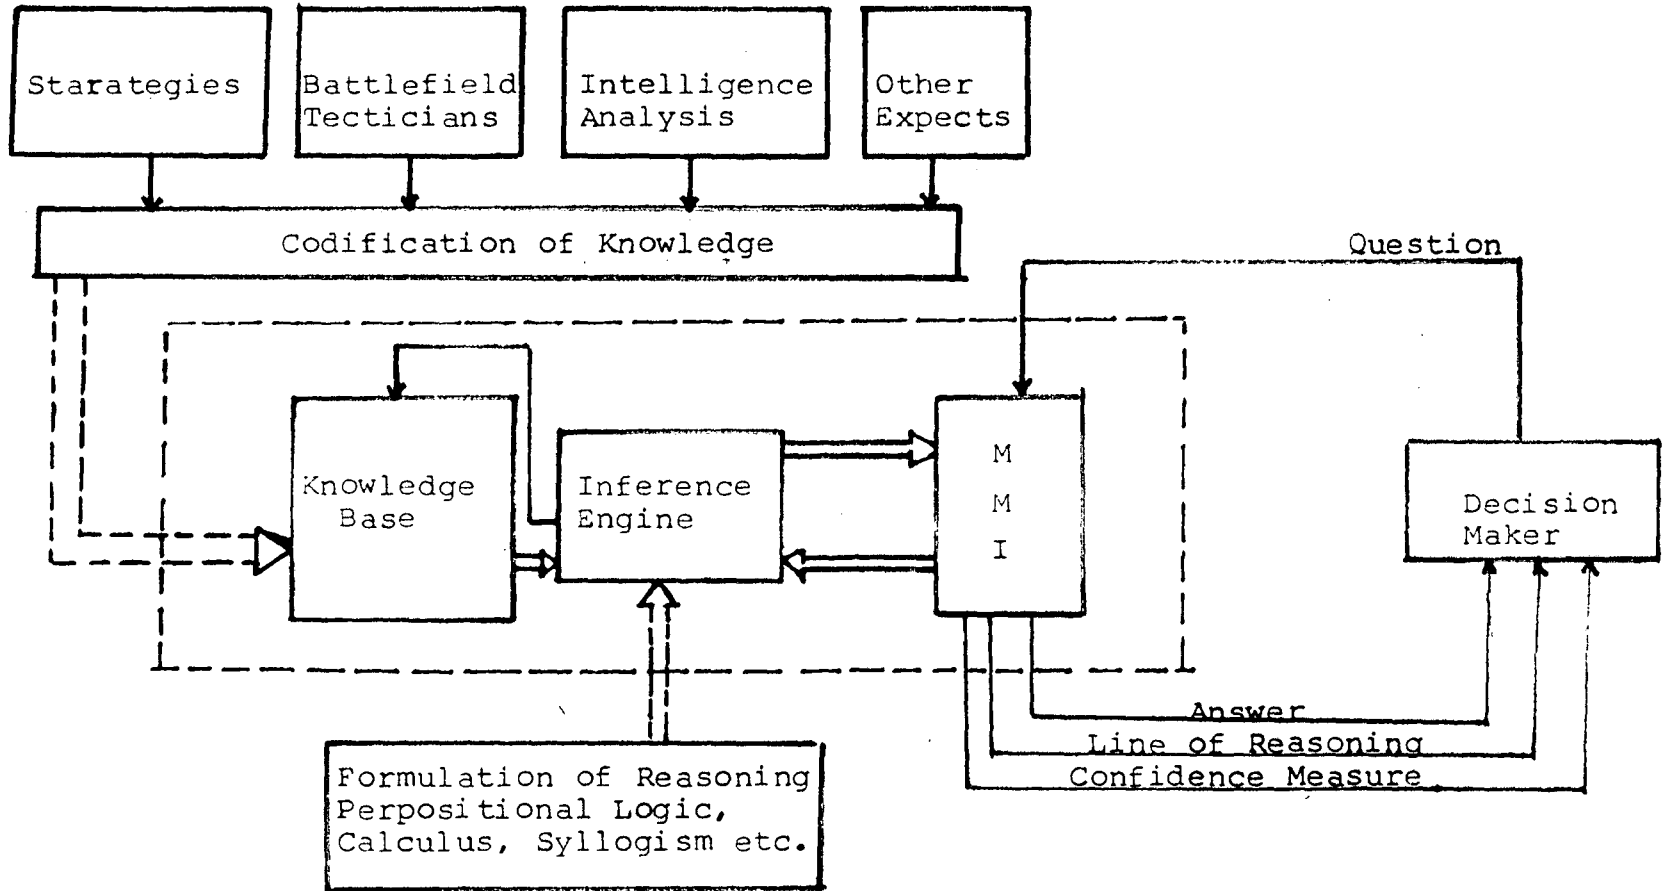 Starategies
Battlefield
Tecticians
Intelligence
Analysis
Other
Expects
Codification of Knowledge
Question
Knowledge
Base
Inference
Engine
M
M
I
Decision
Maker
Answer
Line of Reasoning
Confidence Measure
Formulation of Reasoning
Perpositional Logic,
Calculus, Syllogism etc.